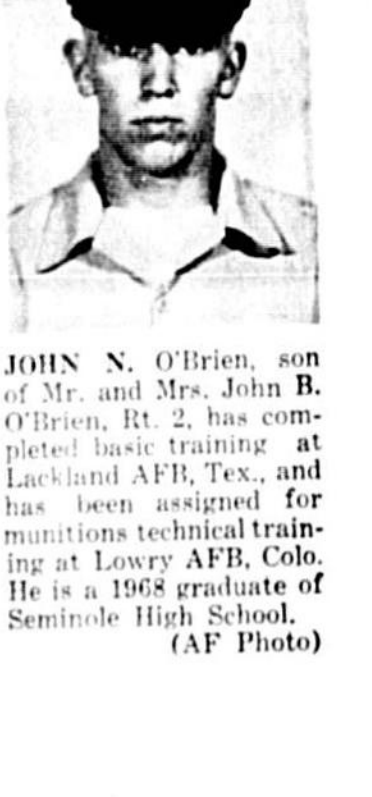 JOHN N. O'Brien, son
of Mr. and Mrs. John B.
O'Brien, Rt. 2, has com-
pleted basic training at
Lackland AFB, Tex., and
has been assigned for
munitions technical train-
ing at Lowry AFB, Colo.
He is a 1968 graduate of
Seminole High School.
(AF Photo)